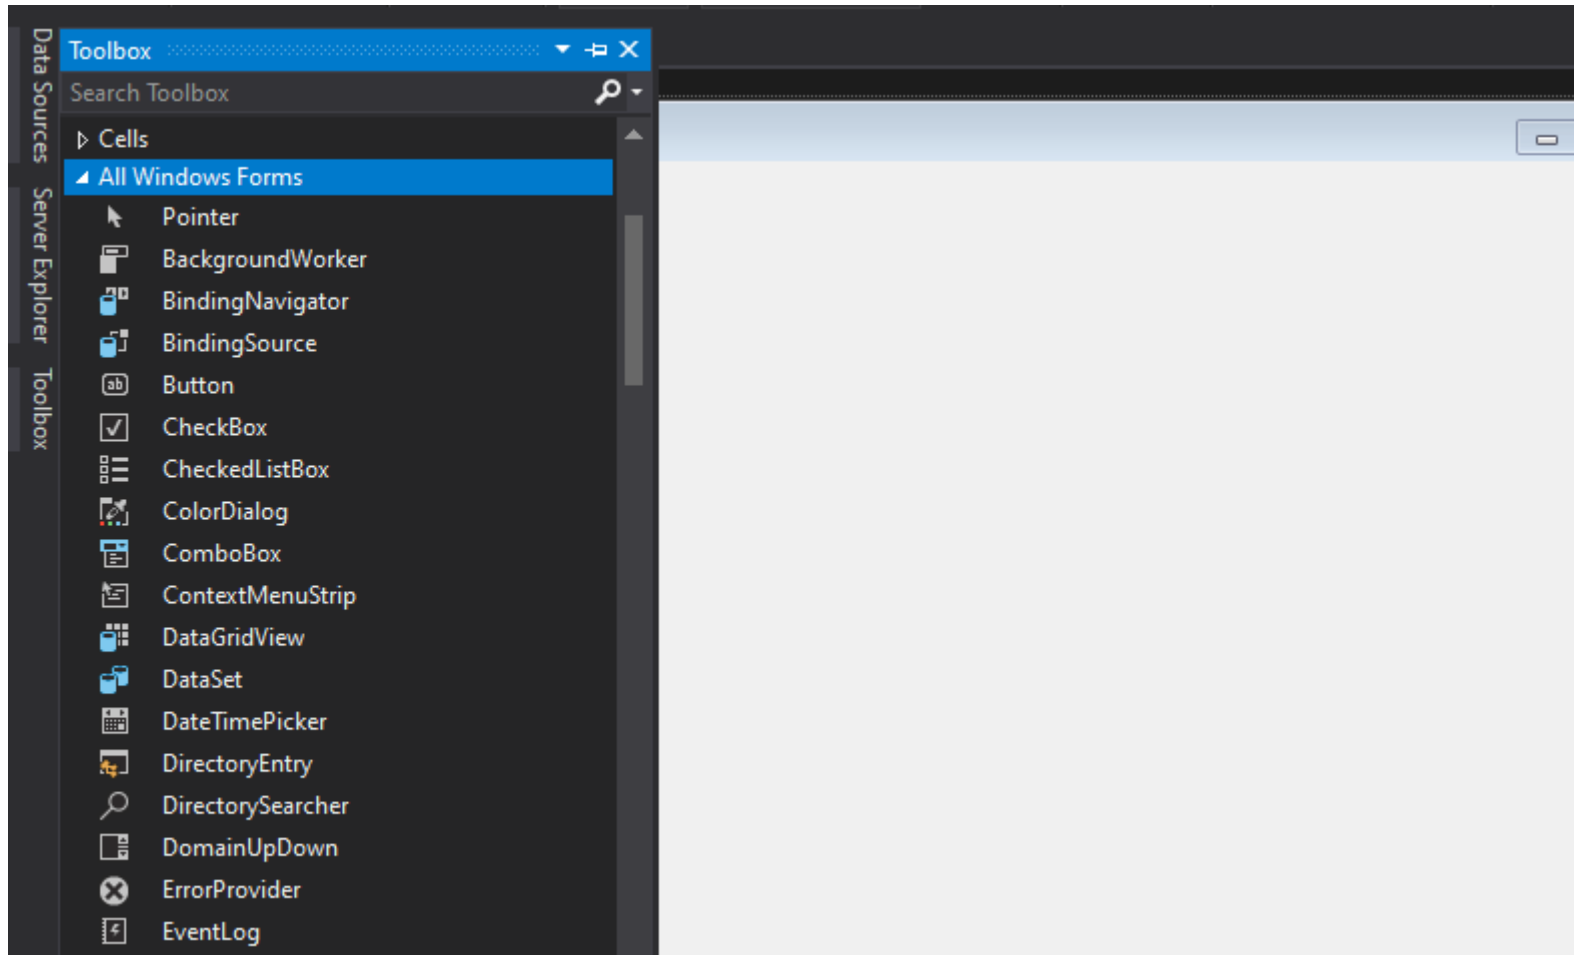 Data Sources
Server Explorer
Toolbox
Toolbox
Search Toolbox
Cells
All Windows Forms
Pointer
BackgroundWorker
BindingNavigator
BindingSource
Button
CheckBox
CheckedListBox
ColorDialog
ComboBox
ContextMenuStrip
DataGridView
DataSet
DateTimePicker
DirectoryEntry
DirectorySearcher
DomainUpDown
ErrorProvider
EventLog